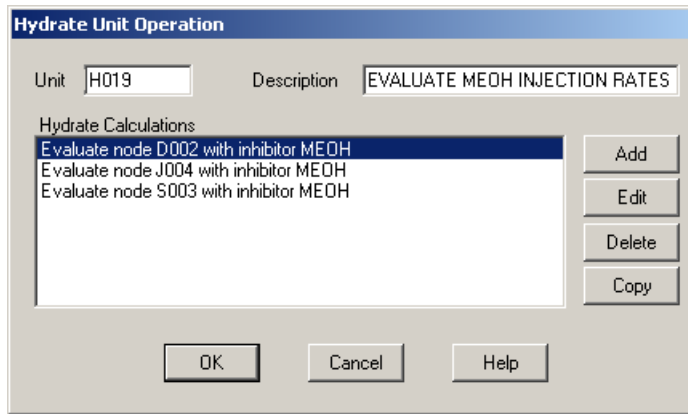 Hydrate Unit Operation
Unit H019 Description EVALUATE MEOH INJECTION RATES
Hydrate Calculations
Evaluate node D002 with inhibitor MEOH
Evaluate node J004 with inhibitor MEOH
Evaluate node S003 with inhibitor MEOH
Add
Edit
Delete
Copy
OK Cancel Help